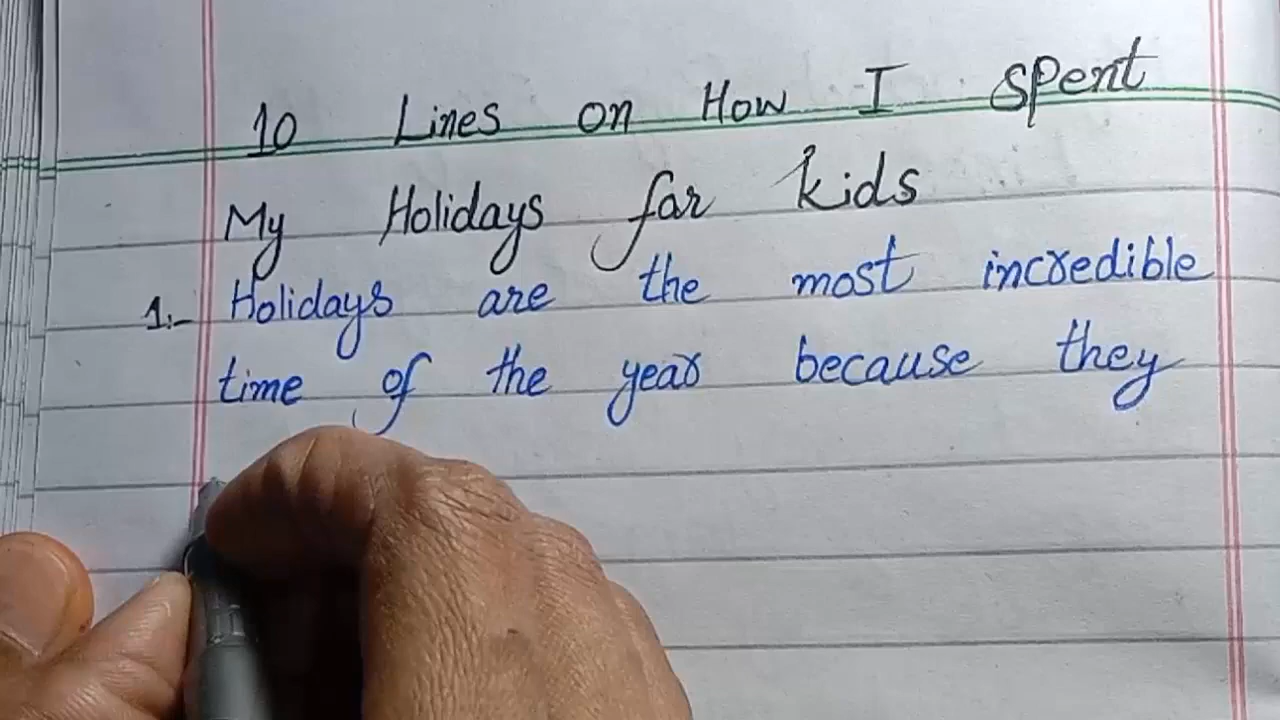 10 Lines on How I spent
My Holidays for kids
1:- Holidays are the most incredible
time of the year because they